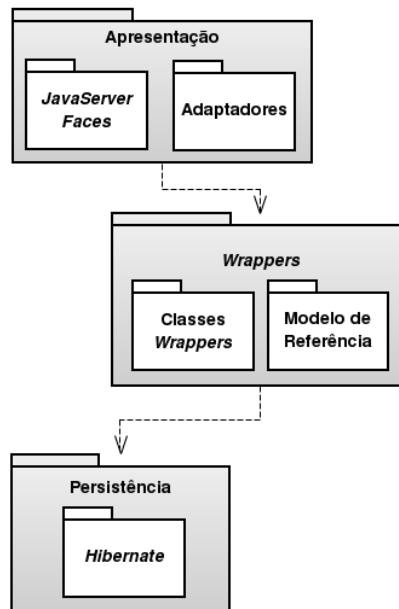 Apresentação
JavaServer
Faces
Adaptadores
Wrappers
Classes
Wrappers
Modelo de
Referência
Persistência
Hibernate